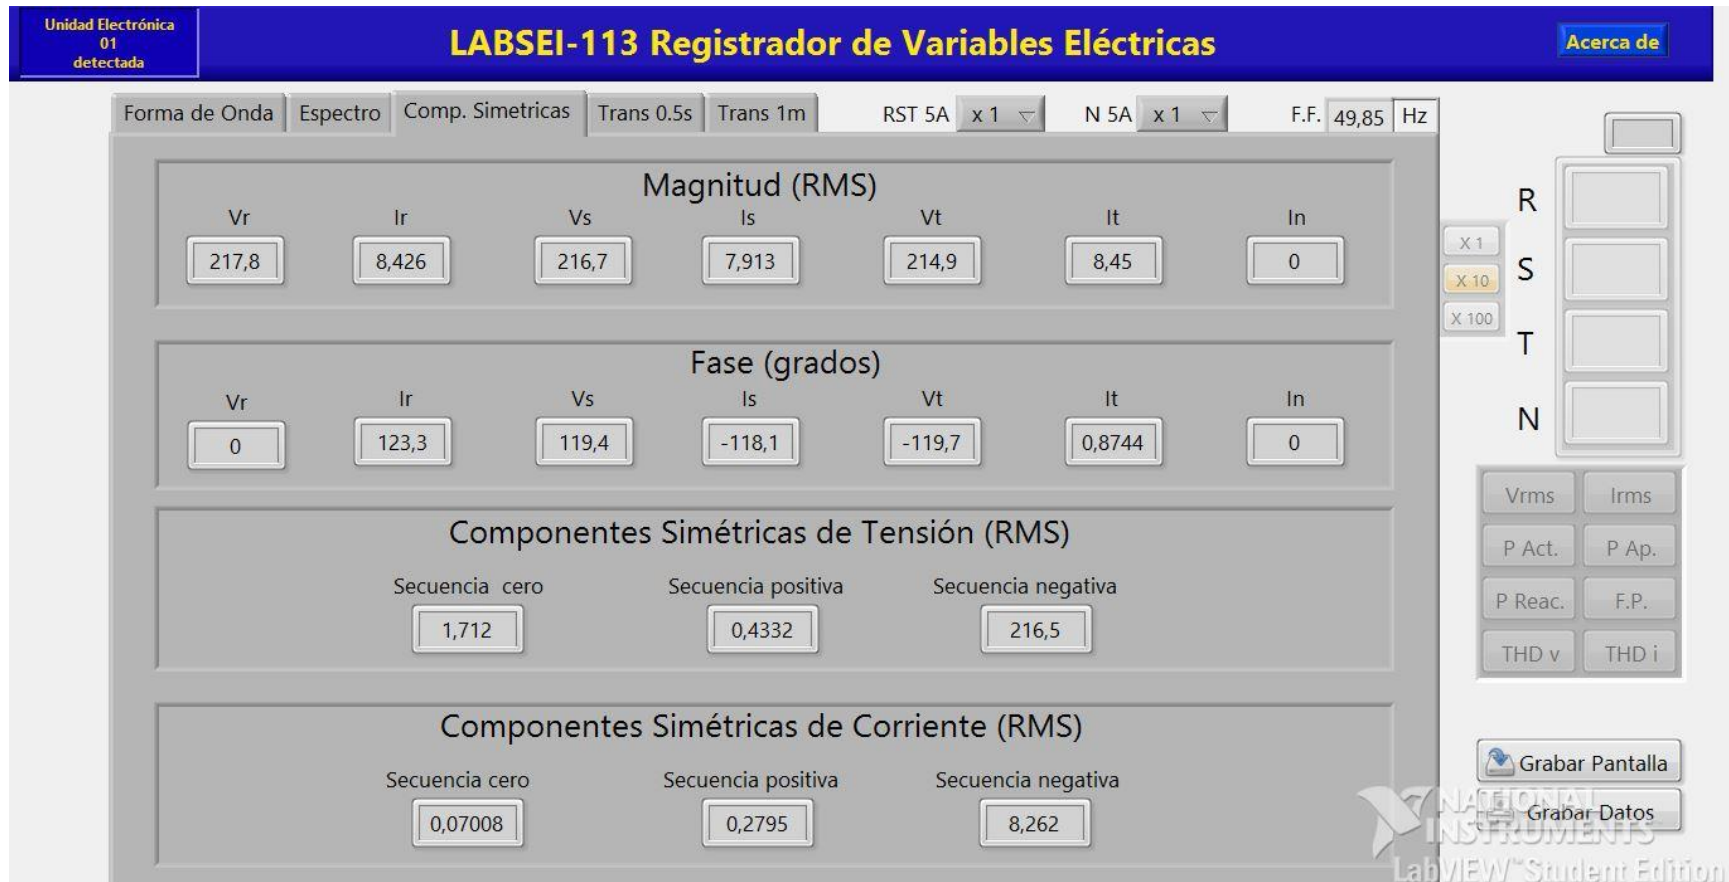 Unidad Electrónica
01
detectada
LABSEI-113 Registrador de Variables Eléctricas
Acerca de
Forma de Onda Espectro Comp. Simetricas Trans 0.5s Trans 1m RST 5A x 1 N 5A x 1 F.F. 49,85 Hz
Magnitud (RMS)
Vr Ir Vs Is Vt It In
217,8 8,426 216,7 7,913 214,9 8,45 0
Fase (grados)
Vr Ir Vs Is Vt It In
0 123,3 119,4 -118,1 -119,7 0,8744 0
Componentes Simétricas de Tensión (RMS)
Secuencia cero Secuencia positiva Secuencia negativa
1,712 0,4332 216,5
Componentes Simétricas de Corriente (RMS)
Secuencia cero Secuencia positiva Secuencia negativa
0,07008 0,2795 8,262
X 1
X 10
X 100
R
S
T
N
Vrms Irms
P Act. P Ap.
P Reac. F.P.
THD v THD i
Grabar Pantalla
Grabar Datos
NATIONAL
INSTRUMENTS
LabVIEW™ Student Edition